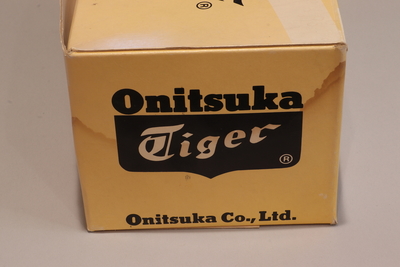 ®
Onitsuka
Tiger
®
Onitsuka Co., Ltd.